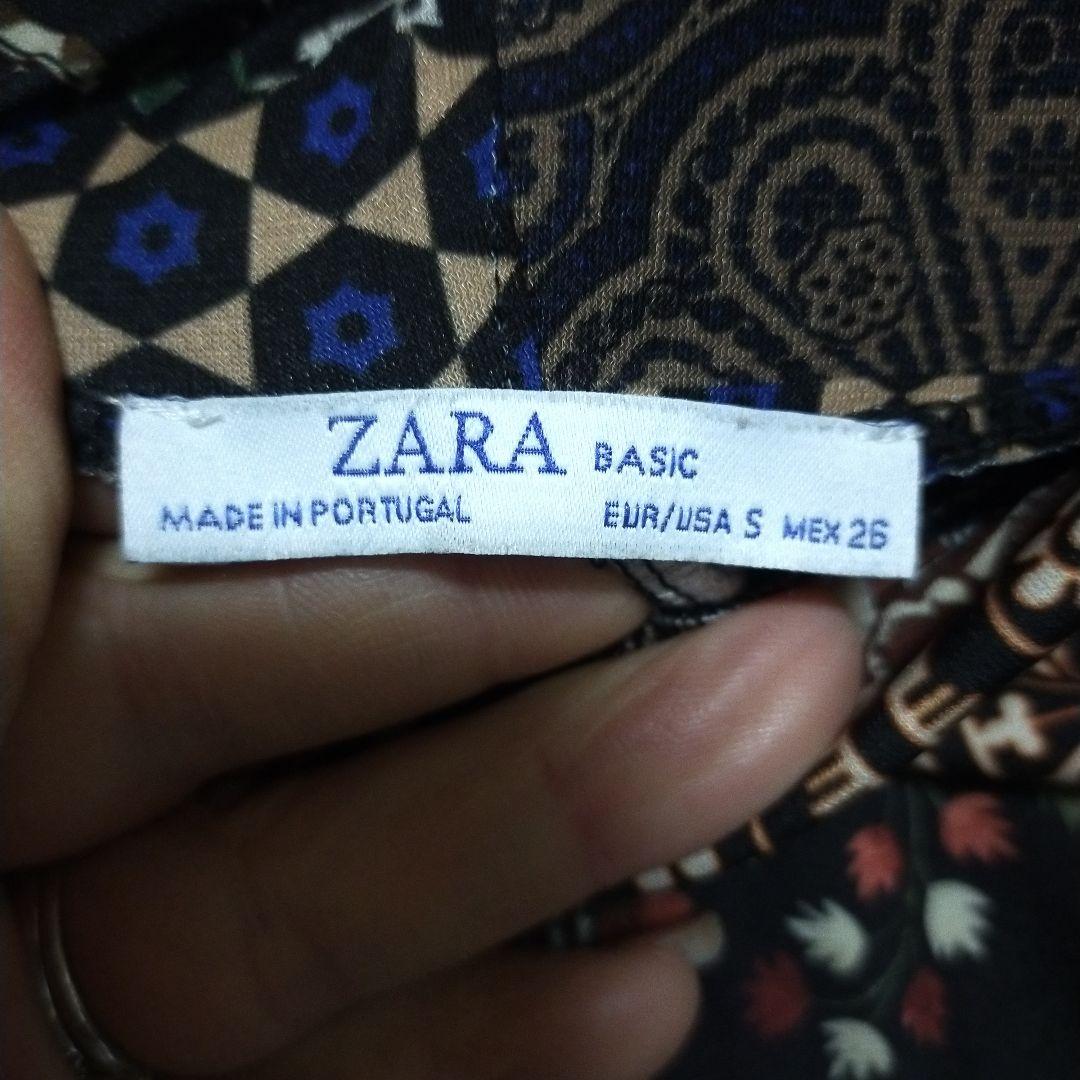 ZARA BASIC
MADE IN PORTUGAL EUR/USA S MEX 26